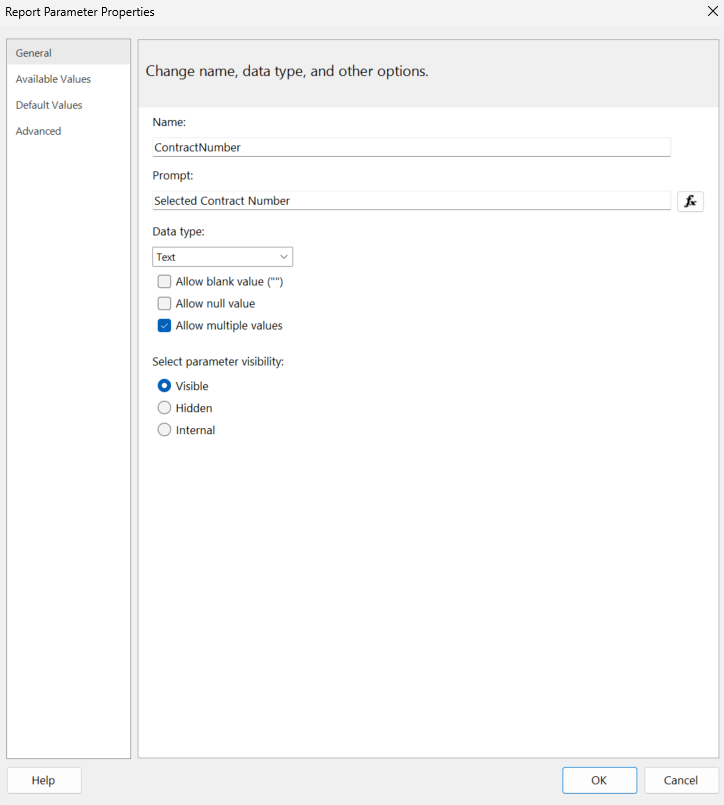 Report Parameter Properties
General
Available Values
Default Values
Advanced
Change name, data type, and other options.
Name:
ContractNumber
Prompt:
Selected Contract Number
fx
Data type:
Text
Allow blank value ("")
Allow null value
Allow multiple values
Select parameter visibility:
Visible
Hidden
Internal
Help
OK
Cancel